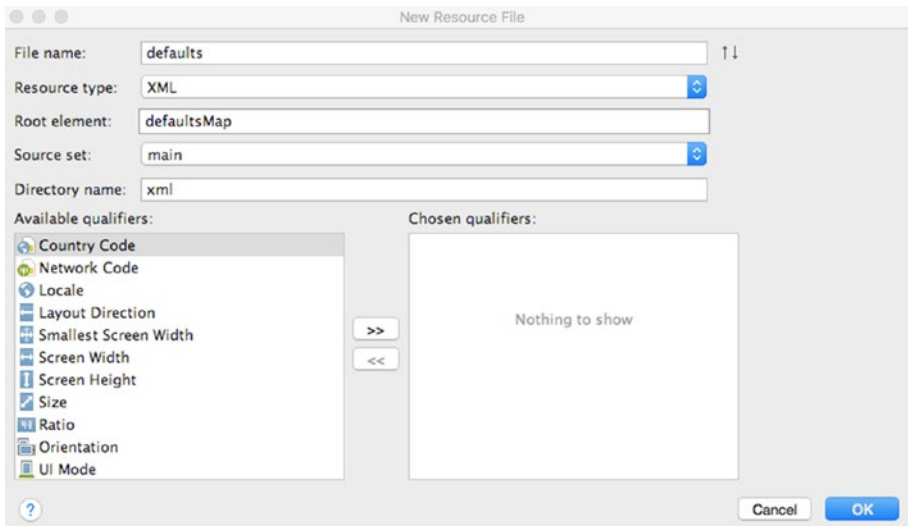 New Resource File
File name: defaults
Resource type: XML
Root element: defaultsMap
Source set: main
Directory name: xml
Available qualifiers: Chosen qualifiers:
Country Code
Network Code
Locale
Layout Direction
Smallest Screen Width
Screen Width
Screen Height
Size
Ratio
Orientation
UI Mode
>>
<<
Nothing to show
? Cancel OK